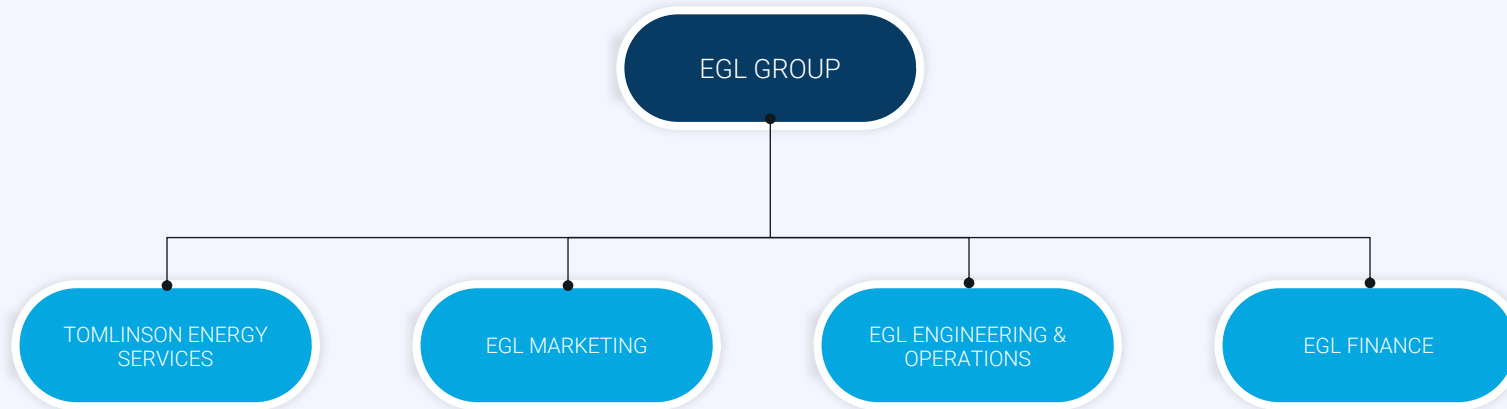 EGL GROUP
TOMLINSON ENERGY
SERVICES
EGL MARKETING
EGL ENGINEERING &
OPERATIONS
EGL FINANCE